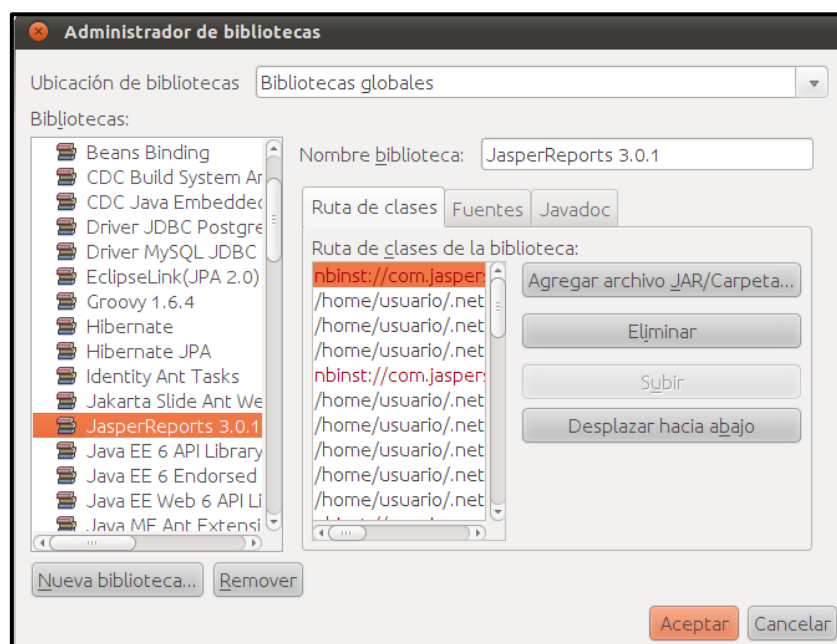 Administrador de bibliotecas
Ubicación de bibliotecas Bibliotecas globales
Bibliotecas:
Beans Binding
CDC Build System Ar
CDC Java Embedded
Driver JDBC Postgre
Driver MySQL JDBC
EclipseLink(JPA 2.0)
Groovy 1.6.4
Hibernate
Hibernate JPA
Identity Ant Tasks
Jakarta Slide Ant We
JasperReports 3.0.1
Java EE 6 API Library
Java EE 6 Endorsed
Java EE Web 6 API Li
Java ME Ant Extensi
Nombre biblioteca: JasperReports 3.0.1
Ruta de clases Fuentes Javadoc
Ruta de clases de la biblioteca:
nbinst://com.jaspers
/home/usuario/.net
/home/usuario/.net
/home/usuario/.net
nbinst://com.jaspers
/home/usuario/.net
/home/usuario/.net
/home/usuario/.net
/home/usuario/.net
/home/usuario/.net
Agregar archivo JAR/Carpeta...
Eliminar
Subir
Desplazar hacia abajo
Nueva biblioteca... Remover
Aceptar Cancelar